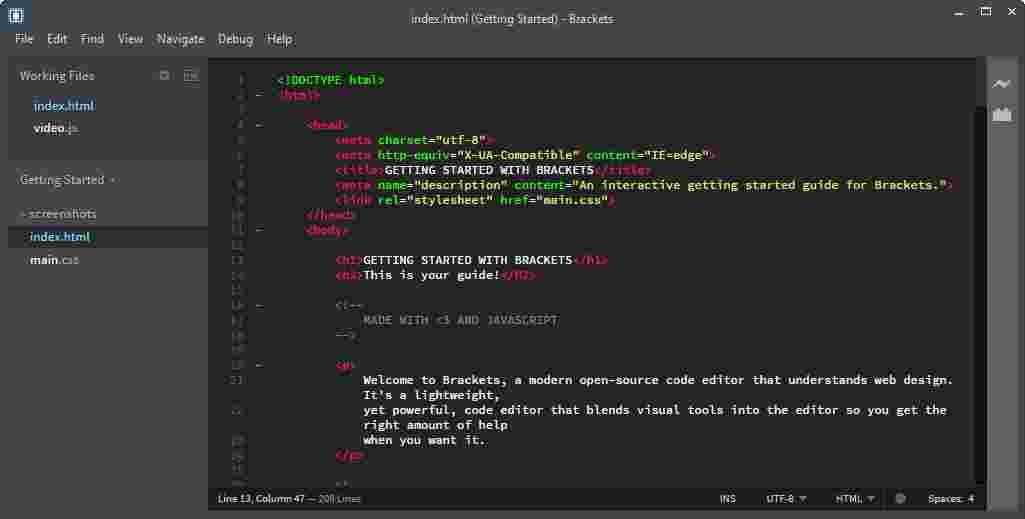 index.html (Getting Started) - Brackets
File Edit Find View Navigate Debug Help
Working Files
index.html
video.js
Getting Started
screenshots
index.html
main.css
1 <!DOCTYPE html>
2 <html>
3
4 <head>
5 <meta charset="utf-8">
6 <meta http-equiv="X-UA-Compatible" content="IE=edge">
7 <title>GETTING STARTED WITH BRACKETS</title>
8 <meta name="description" content="An interactive getting started guide for Brackets.">
9 <link rel="stylesheet" href="main.css">
10 </head>
11 <body>
12
13 <h1>GETTING STARTED WITH BRACKETS</h1>
14 <h2>This is your guide!</h2>
15
16 <!--
17 MADE WITH <3 AND JAVASCRIPT
18 -->
19
20 <p>
21 Welcome to Brackets, a modern open-source code editor that understands web design.
It's a lightweight,
22 yet powerful, code editor that blends visual tools into the editor so you get the
right amount of help
23 when you want it.
24 </p>
25
Line 13, Column 47 — 208 Lines
INS UTF-8 HTML Spaces: 4